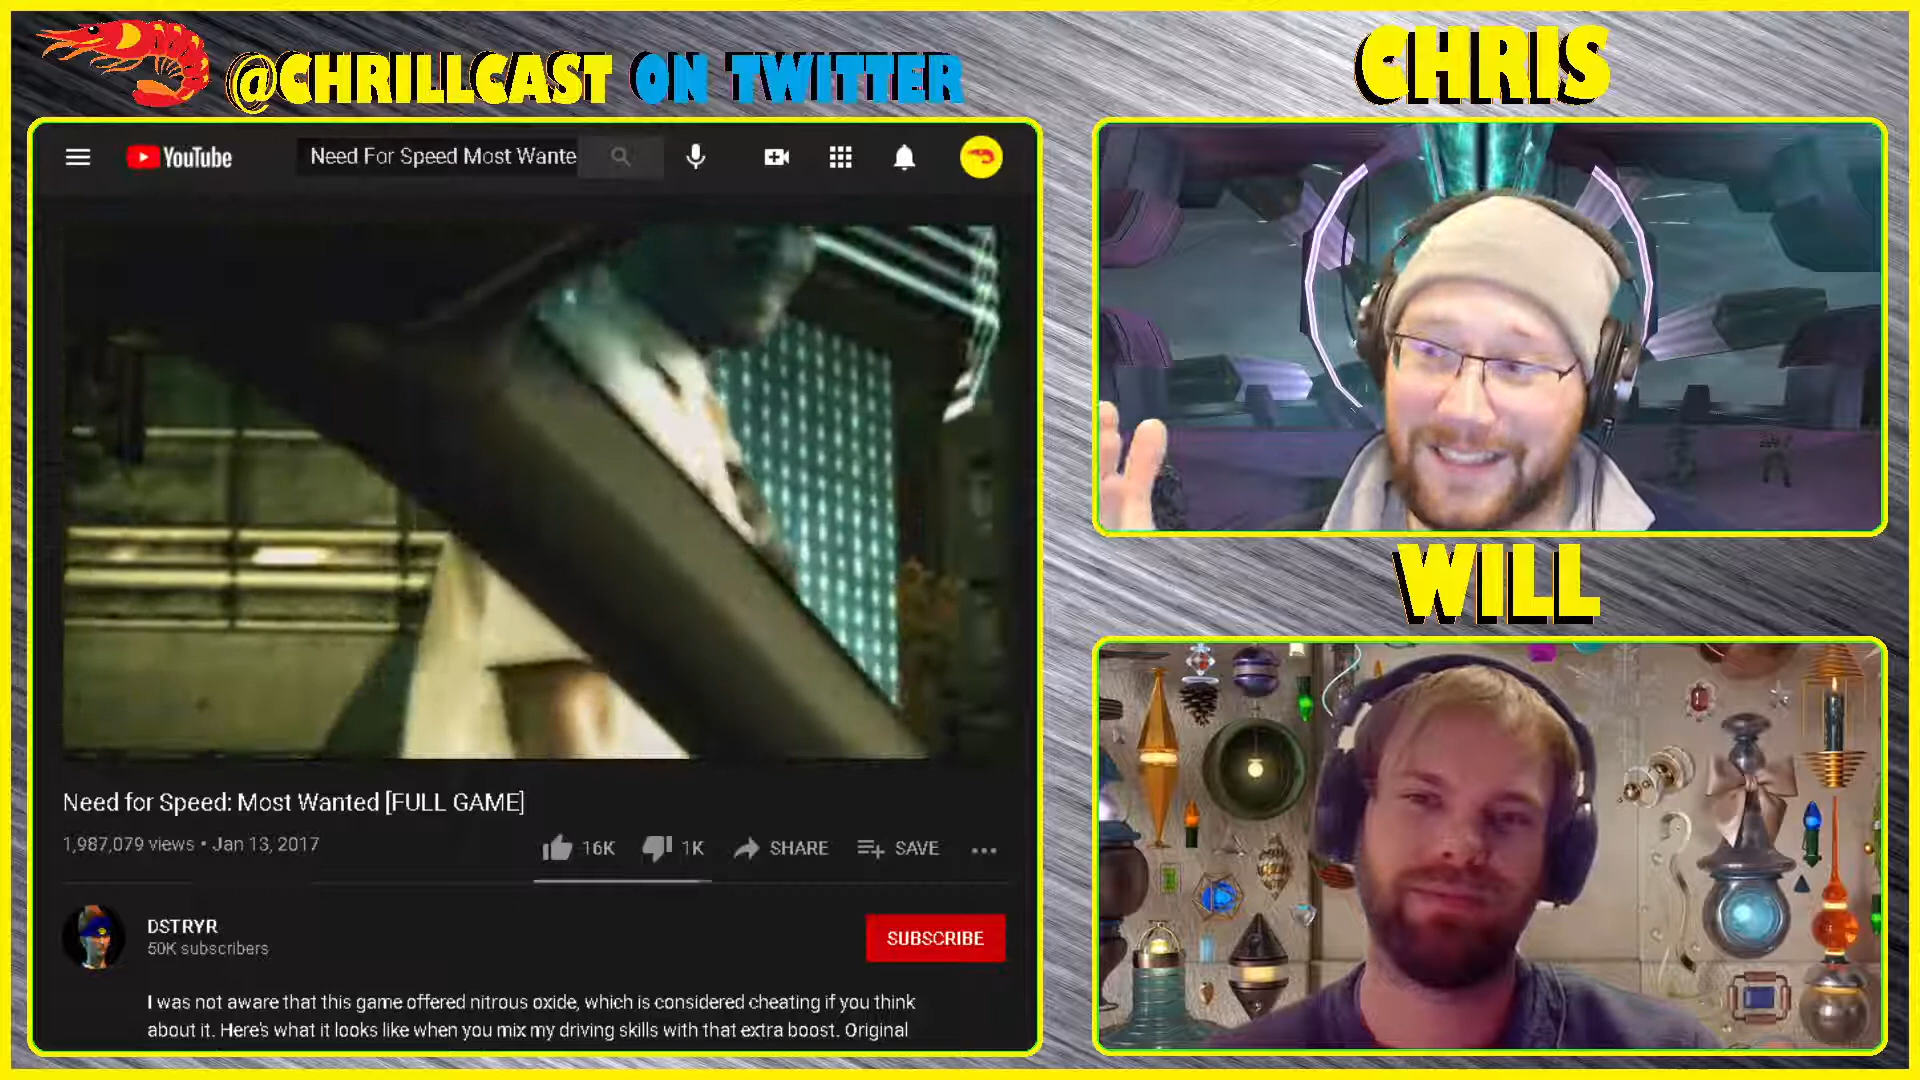 @CHRILLCAST ON TWITTER
CHRIS
YouTube
Need For Speed Most Wante
WILL
Need for Speed: Most Wanted [FULL GAME]
1,987,079 views • Jan 13, 2017
16K
1K
SHARE
SAVE
DSTRYR
50K subscribers
SUBSCRIBE
I was not aware that this game offered nitrous oxide, which is considered cheating if you think
about it. Here's what it looks like when you mix my driving skills with that extra boost. Original